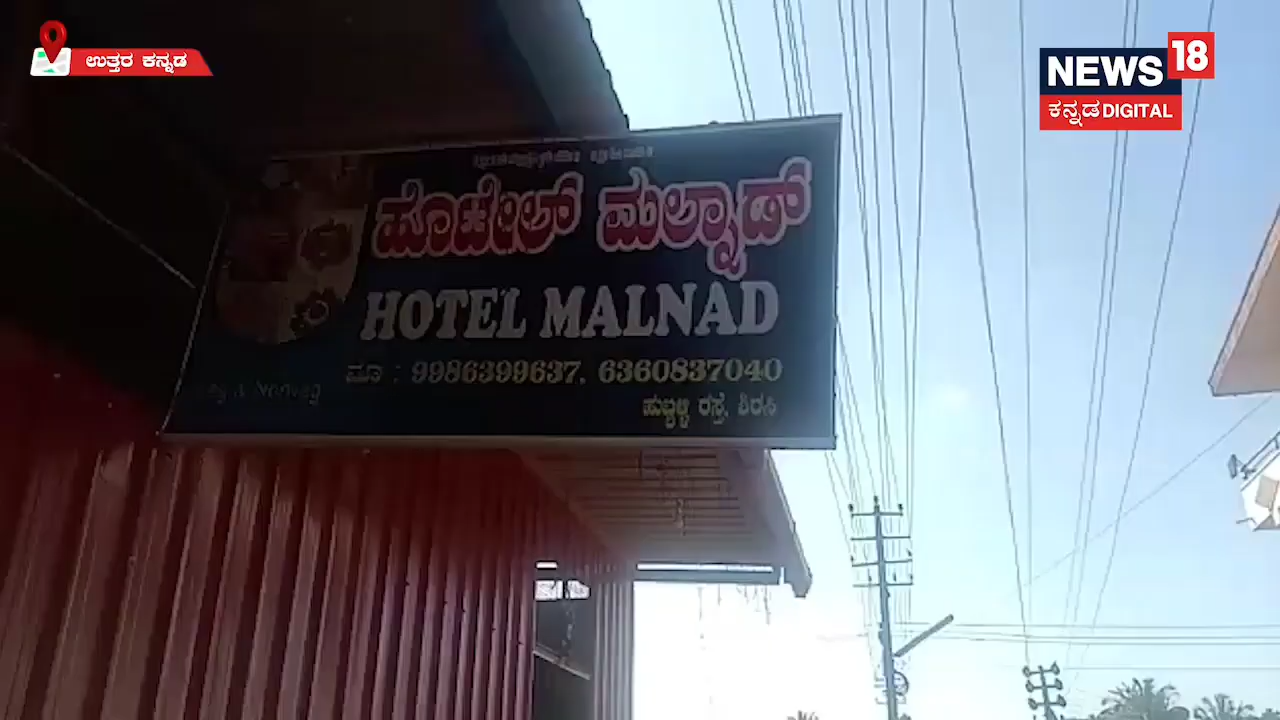 ಉತ್ತರ ಕನ್ನಡ
NEWS 18
ಕನ್ನಡ DIGITAL
ಹೊಟೇಲ್ ಮಲ್ನಾಡ್
HOTEL MALNAD
ಮೊ : 9986399637, 6360837040
ಹುಬ್ಬಳ್ಳಿ ರಸ್ತೆ, ಶಿರಸಿ